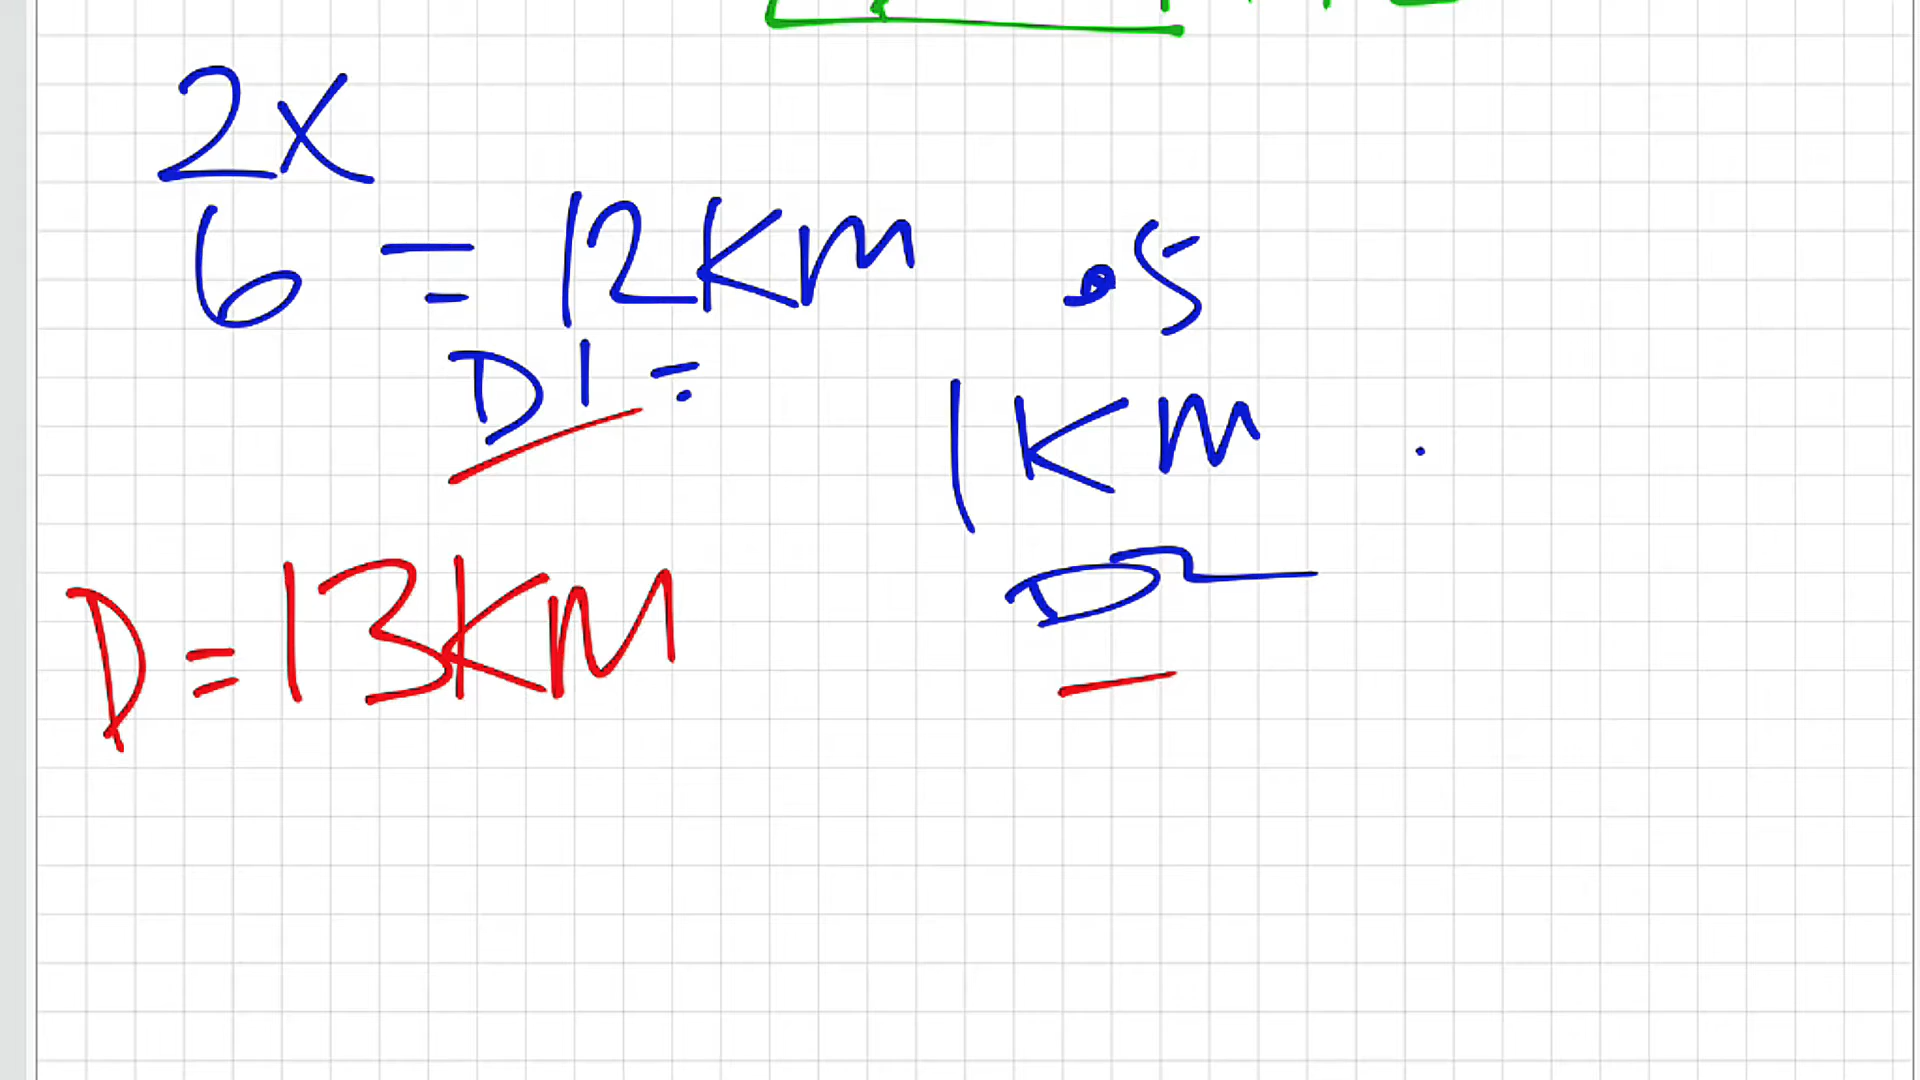 2x
6 = 12KM .5
D1 =
1KM
D2
D = 13KM